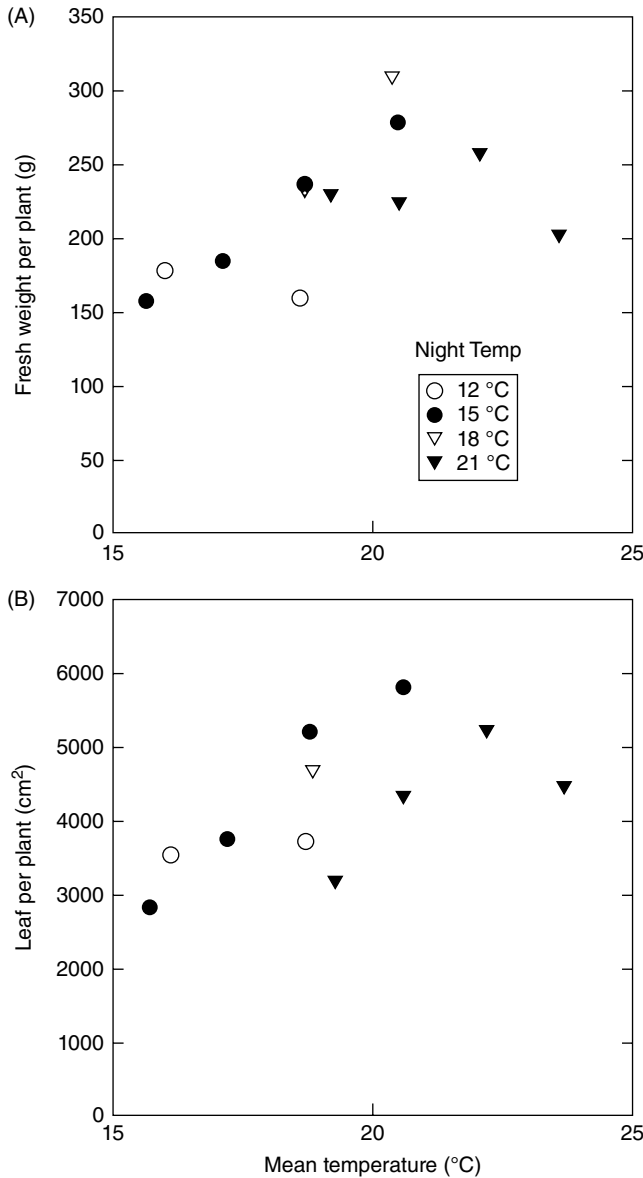 (A)
350
300
250
200
150
100
50
0
Fresh weight per plant (g)
Night Temp
12 °C
15 °C
18 °C
21 °C
15
20
25
(B)
7000
6000
5000
4000
3000
2000
1000
0
Leaf per plant (cm²)
15
20
25
Mean temperature (°C)